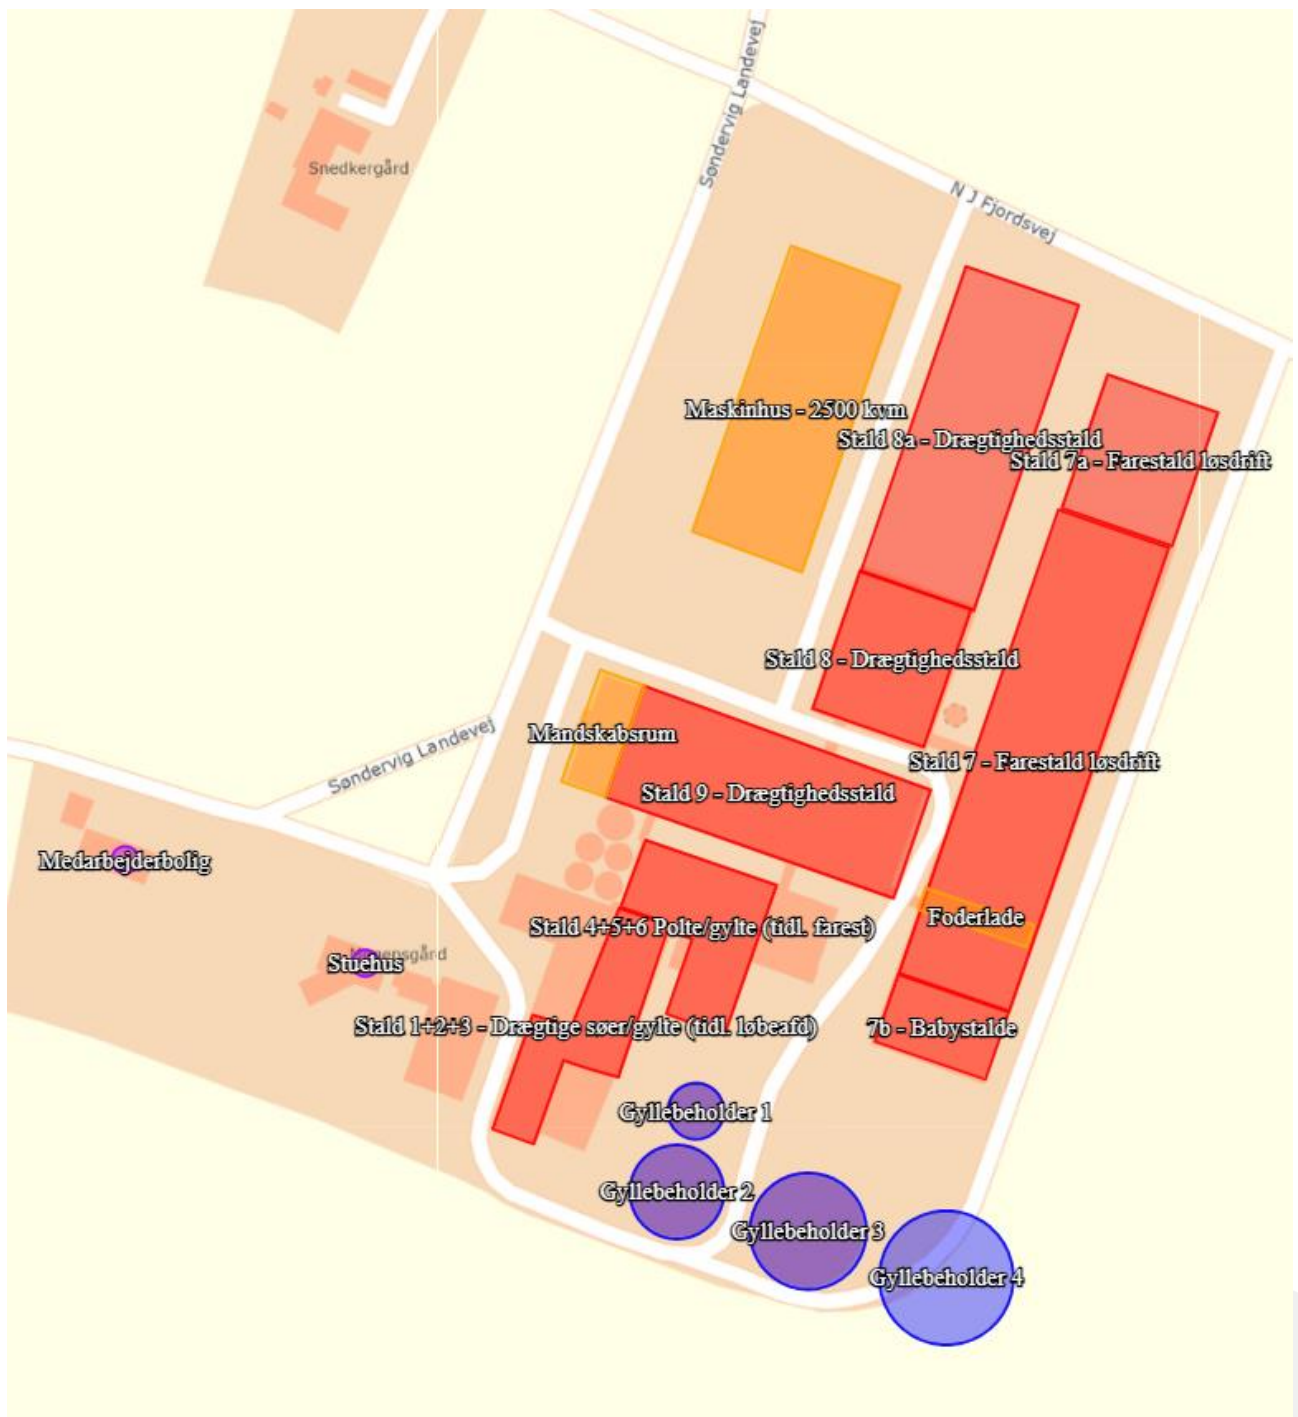 Søndervig Landevej
Snedkergård
N J Fjordsvej
Maskinhus - 2500 kvm
Stald 8a - Drægtighedsstald
Stald 7a - Farestald løsdrift
Stald 8 - Drægtighedsstald
Søndervig Landevej
Mandskabsrum
Stald 7 - Farestald løsdrift
Stald 9 - Drægtighedsstald
Medarbejderbolig
Foderlade
Stald 4+5+6 Polte/gylte (tidl. farest)
Stuehus
Stald 1+2+3 - Drægtige søer/gylte (tidl. løbeafd)
7b - Babystalde
Gyllebeholder 1
Gyllebeholder 2
Gyllebeholder 3
Gyllebeholder 4